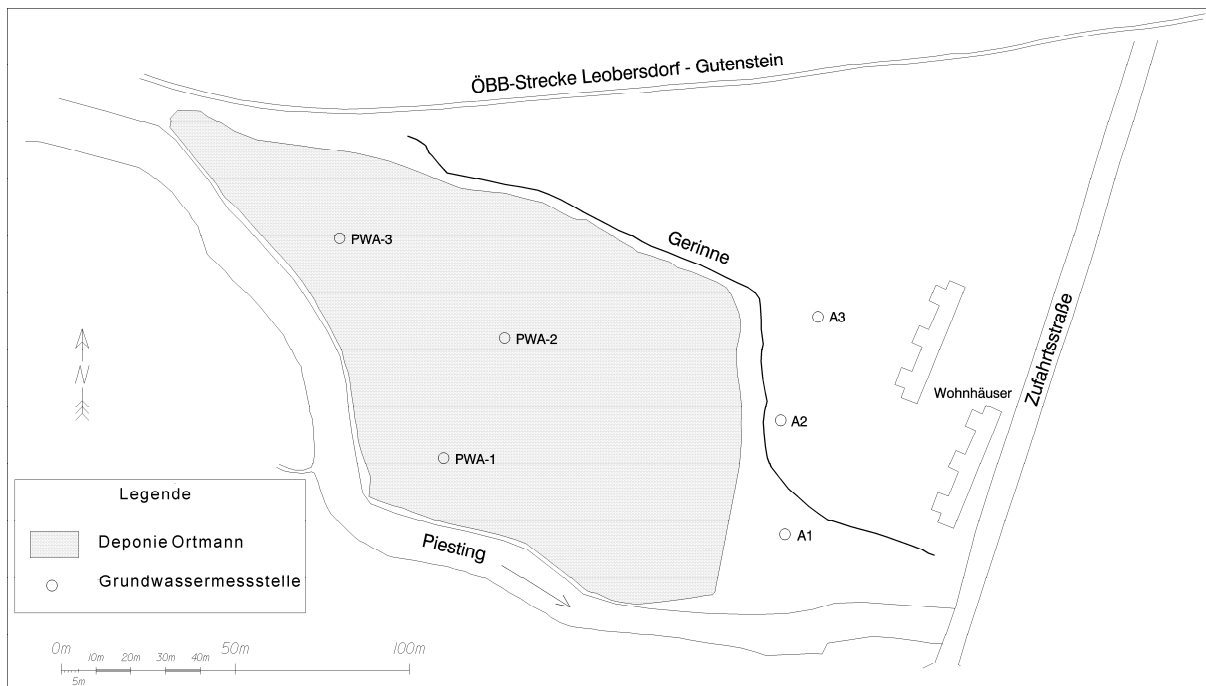 ÖBB-Strecke Leobersdorf - Gutenstein
Gerinne
PWA-3
A3
PWA-2
Zufahrtsstraße
Wohnhäuser
N
A2
PWA-1
Legende
Deponie Ortmann
Grundwassermessstelle
A1
Piesting
0m 10m 20m 30m 40m 50m 100m
5m